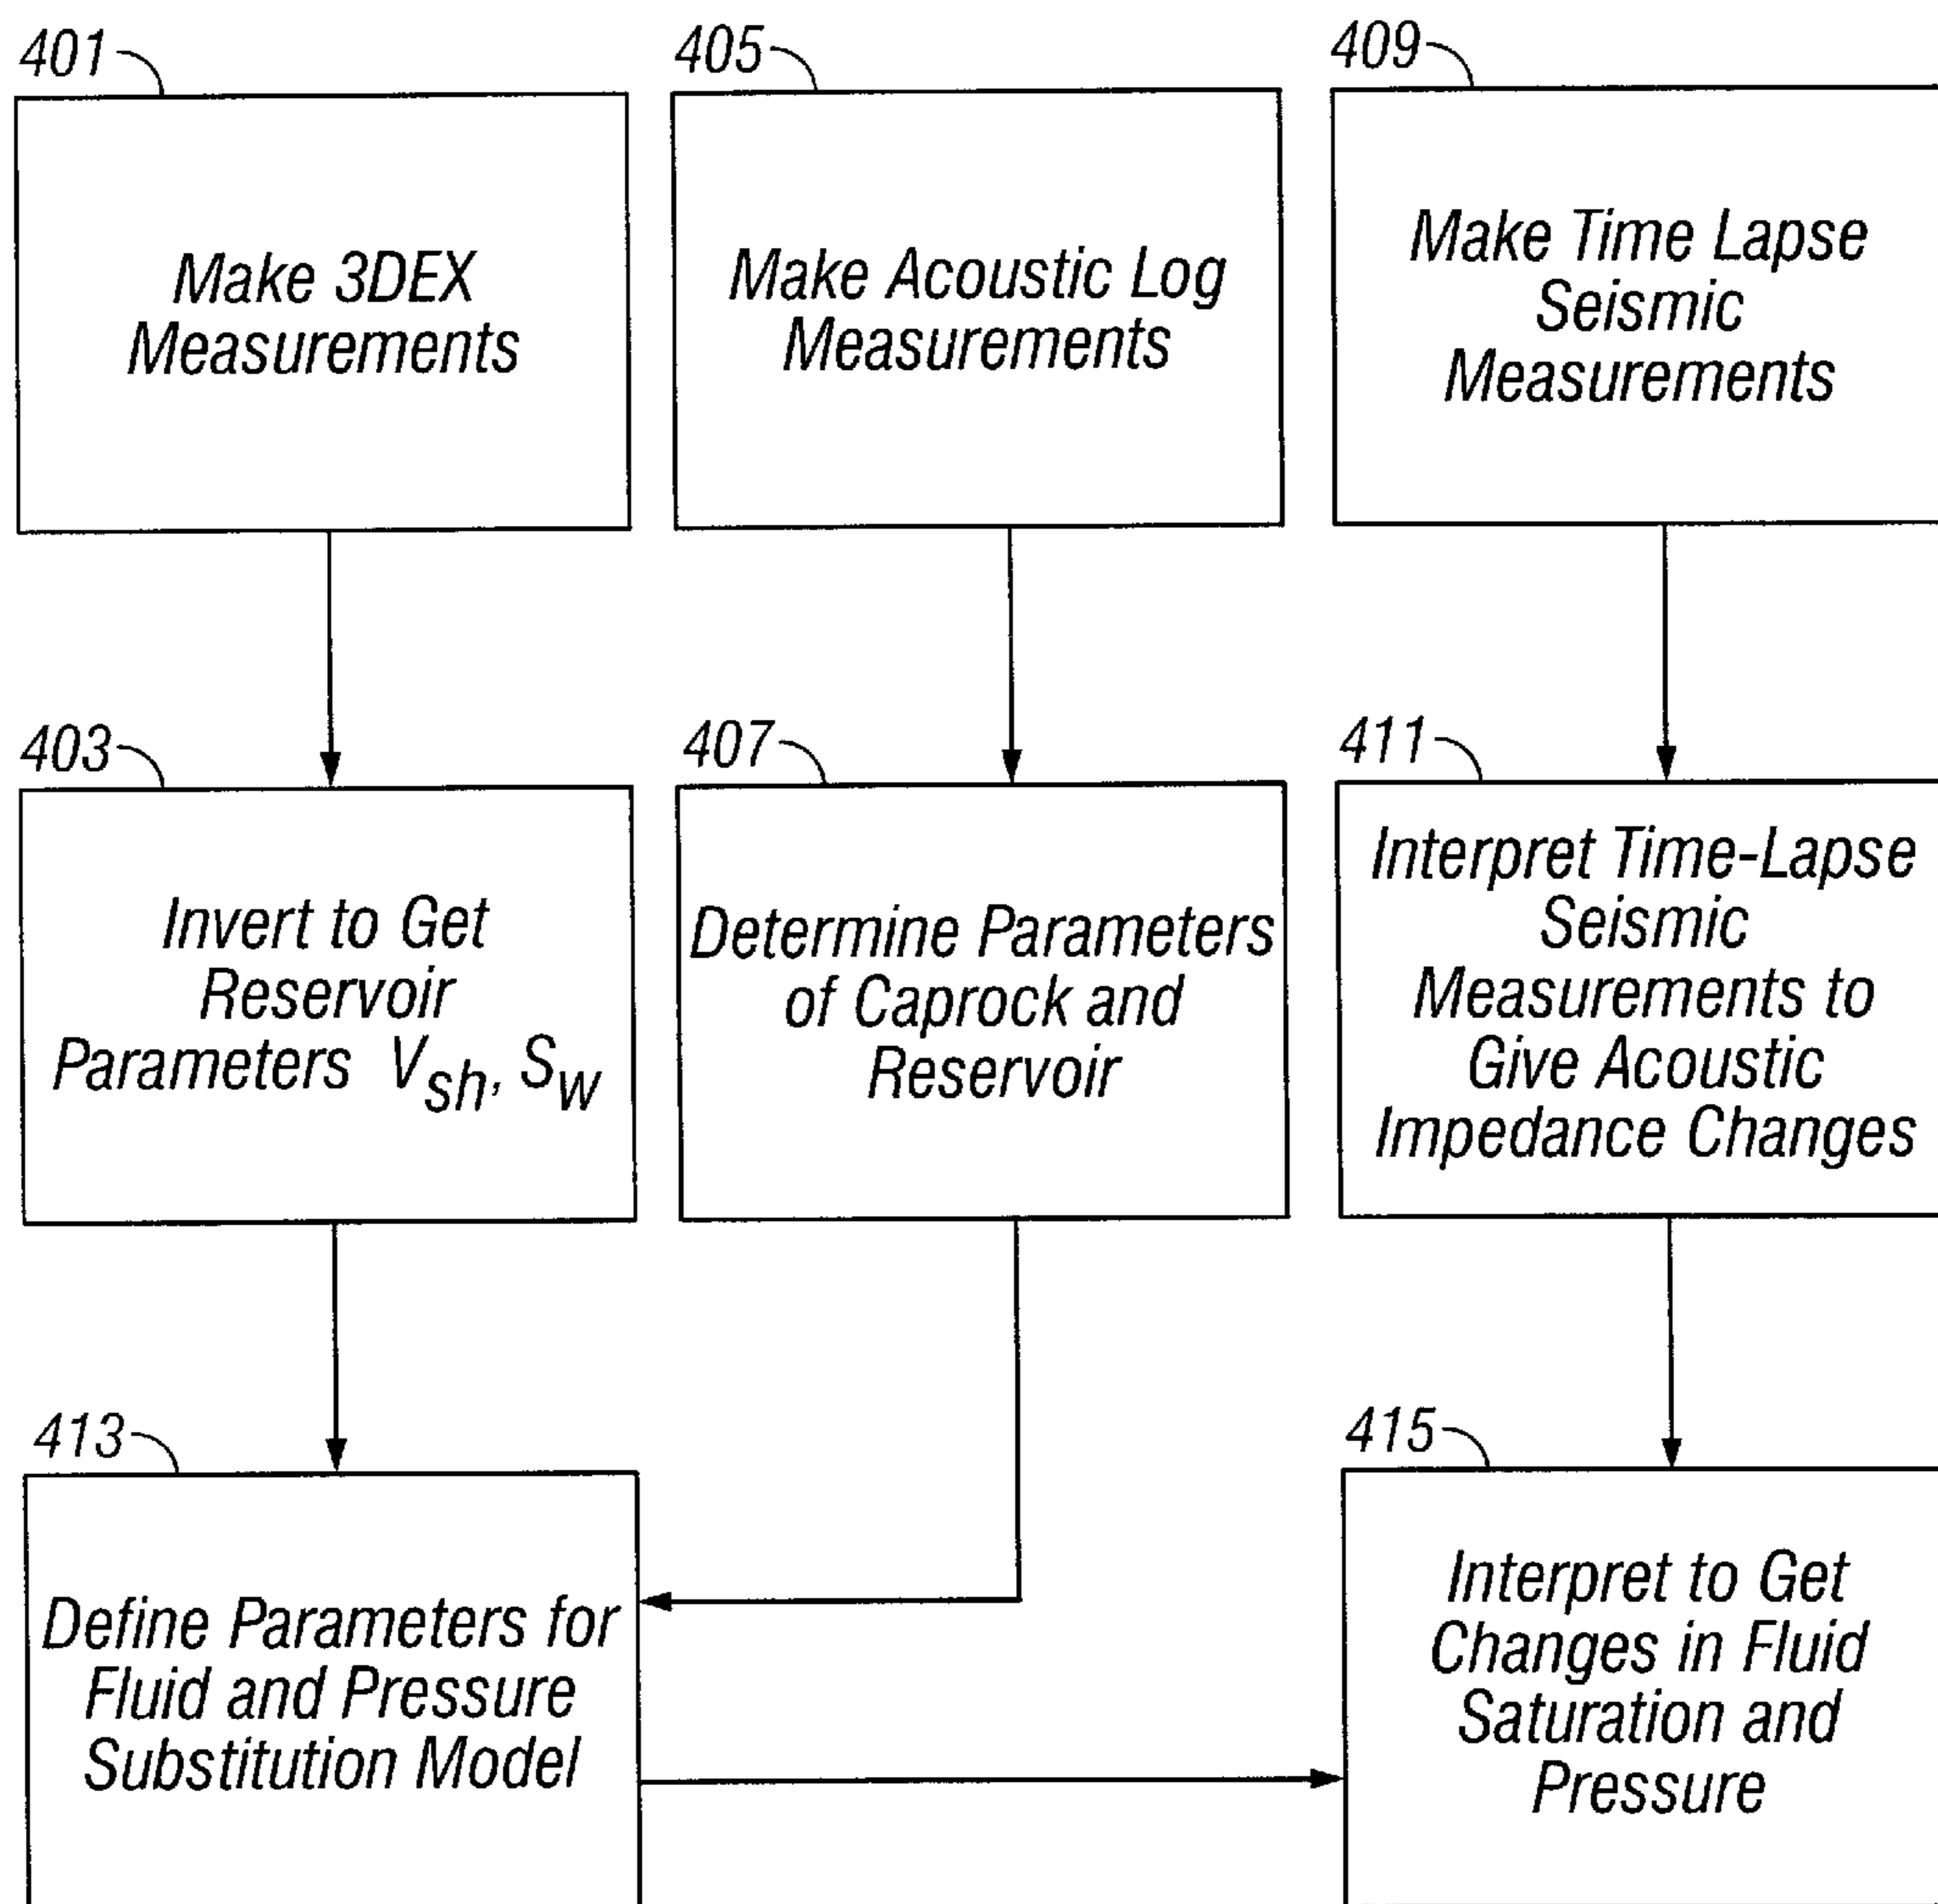 401
Make 3DEX
Measurements
405
Make Acoustic Log
Measurements
409
Make Time Lapse
Seismic
Measurements
403
Invert to Get
Reservoir
Parameters Vsh, Sw
407
Determine Parameters
of Caprock and
Reservoir
411
Interpret Time-Lapse
Seismic
Measurements to
Give Acoustic
Impedance Changes
413
Define Parameters for
Fluid and Pressure
Substitution Model
415
Interpret to Get
Changes in Fluid
Saturation and
Pressure